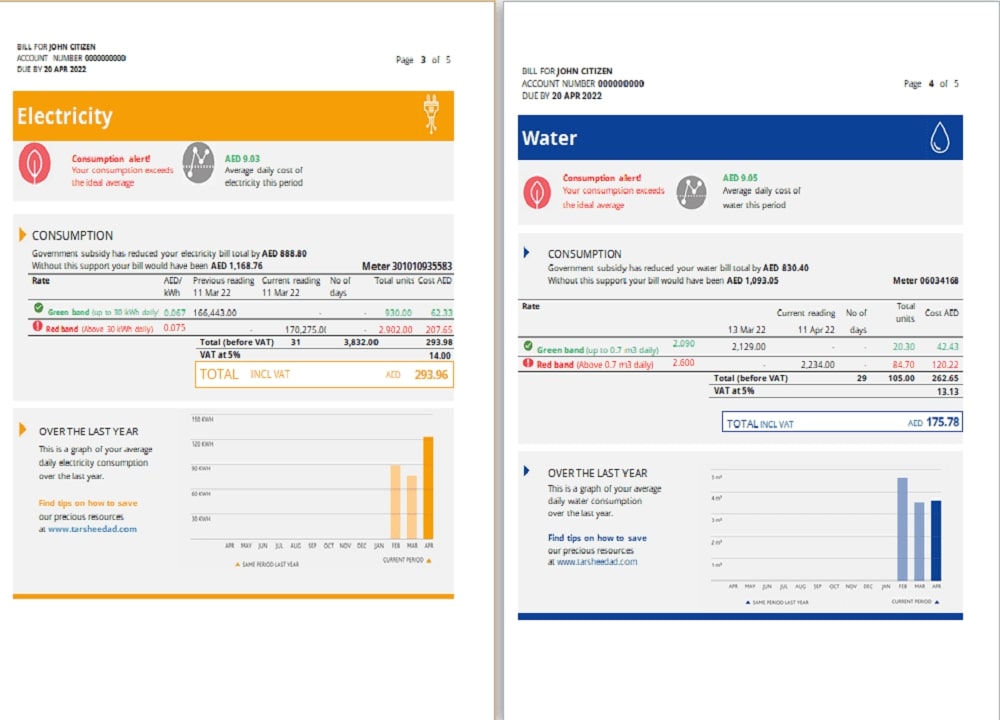 BILL FOR JOHN CITIZEN
ACCOUNT NUMBER 0000000000
DUE BY 20 APR 2022
Page 3 of 5
Electricity
Consumption alert!
Your consumption exceeds
the ideal average
AED 9.03
Average daily cost of
electricity this period
CONSUMPTION
Government subsidy has reduced your electricity bill total by AED 888.80
Without this support your bill would have been AED 1,168.76
Meter 301010935583
Rate AED/ Previous reading Current reading No of Total units Cost AED
kWh 11 Mar 22 11 Mar 22 days
Green band (up to 30 kWh daily 0.067 166,443.00 - - 930.00 62.33
Red band (Above 30 kWh daily) 0.075 - 170,275.0( - 2,902.00 207.65
Total (before VAT) 31 3,832.00 293.98
VAT at 5% 14.00
TOTAL INCL VAT AED 293.96
OVER THE LAST YEAR
This is a graph of your average
daily electricity consumption
over the last year.
Find tips on how to save
our precious resources
at www.tarsheedad.com
150 KWH
120 KWH
90 KWH
60 KWH
30 KWH
APR MAY JUN JUL AUG SEP OCT NOV DEC JAN FEB MAR APR
SAME PERIOD LAST YEAR
CURRENT PERIOD
BILL FOR JOHN CITIZEN
ACCOUNT NUMBER 000000000
DUE BY 20 APR 2022
Page 4 of 5
Water
Consumption alert!
Your consumption exceeds
the ideal average
AED 9.05
Average daily cost of
water this period
CONSUMPTION
Government subsidy has reduced your water bill total by AED 830.40
Without this support your bill would have been AED 1,093.05
Meter 06034168
Rate Current reading No of Total units Cost AED
13 Mar 22 11 Apr 22 days
Green band (up to 0.7 m3 daily) 2.090 2,129.00 - - 20.30 42.43
Red band (Above 0.7 m3 daily) 2.600 - 2,234.00 - 84.70 120.22
Total (before VAT) 29 105.00 262.65
VAT at 5% 13.13
TOTAL INCL VAT AED 175.78
OVER THE LAST YEAR
This is a graph of your average
daily water consumption
over the last year.
Find tips on how to save
our precious resources
at www.tarsheedad.com
5 m³
4 m³
3 m³
2 m³
1 m³
APR MAY JUN JUL AUG SEP OCT NOV DEC JAN FEB MAR APR
SAME PERIOD LAST YEAR
CURRENT PERIOD